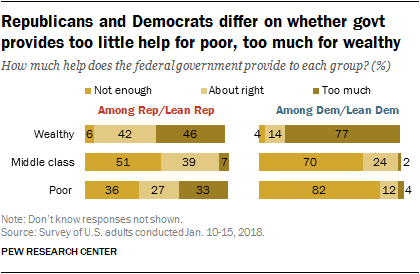 Republicans and Democrats differ on whether govt
provides too little help for poor, too much for wealthy
How much help does the federal government provide to each group? (%)
Not enough About right Too much
Among Rep/Lean Rep Among Dem/Lean Dem
Wealthy 6 42 46 4 14 77
Middle class 51 39 7 70 24 2
Poor 36 27 33 82 12 4
Note: Don't know responses not shown.
Source: Survey of U.S. adults conducted Jan. 10-15, 2018.
PEW RESEARCH CENTER